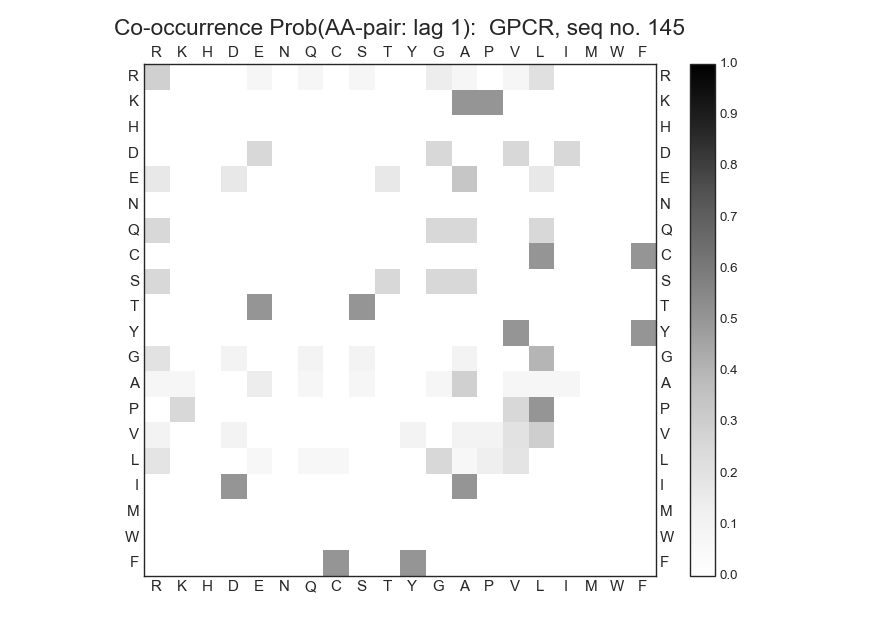 Co-occurrence Prob(AA-pair: lag 1):  GPCR, seq no. 145
R K H D E N Q C S T Y G A P V L I M W F
R R 1.0
K K 0.9
H H
D D 0.8
E E
N N 0.7
Q Q
C C 0.6
S S
T T 0.5
Y Y
G G 0.4
A A
P P 0.3
V V
L L 0.2
I I
M M 0.1
W W
F F 0.0
R K H D E N Q C S T Y G A P V L I M W F